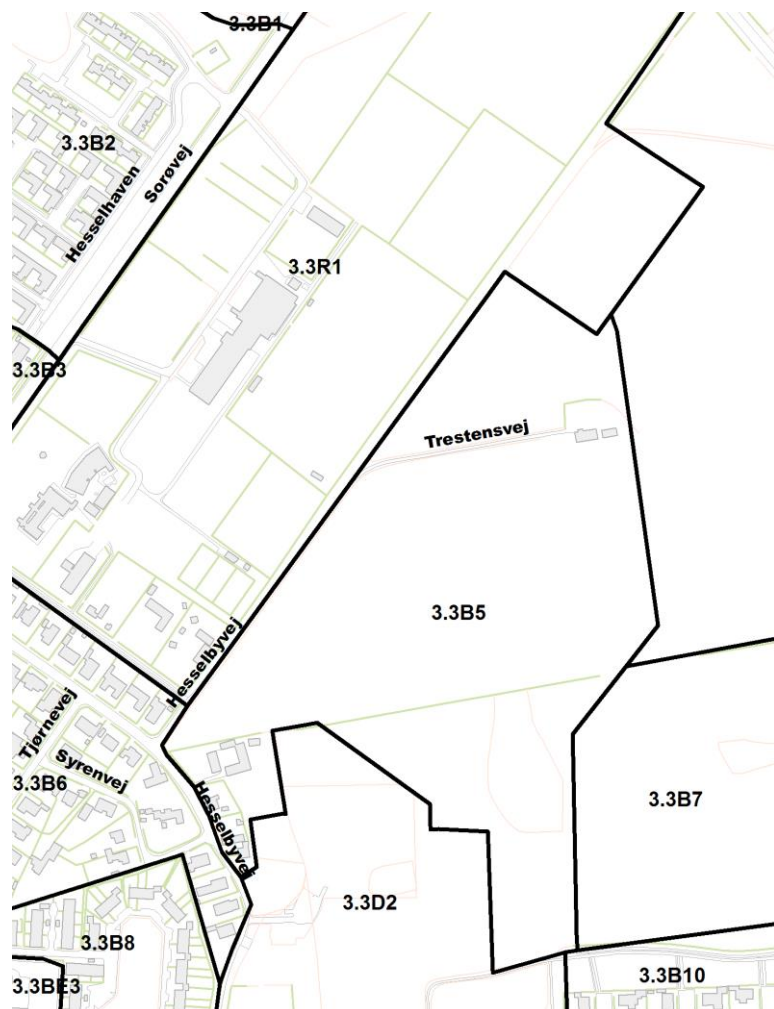 3.3B1
3.3B2
Hesselhaven
Sorøvej
3.3R1
3.3B3
Trestensvej
3.3B5
Hesselbyvej
Tjørnevej
Syrenvej
3.3B6
Hesselbyvej
3.3B7
3.3D2
3.3B8
3.3BE3
3.3B10